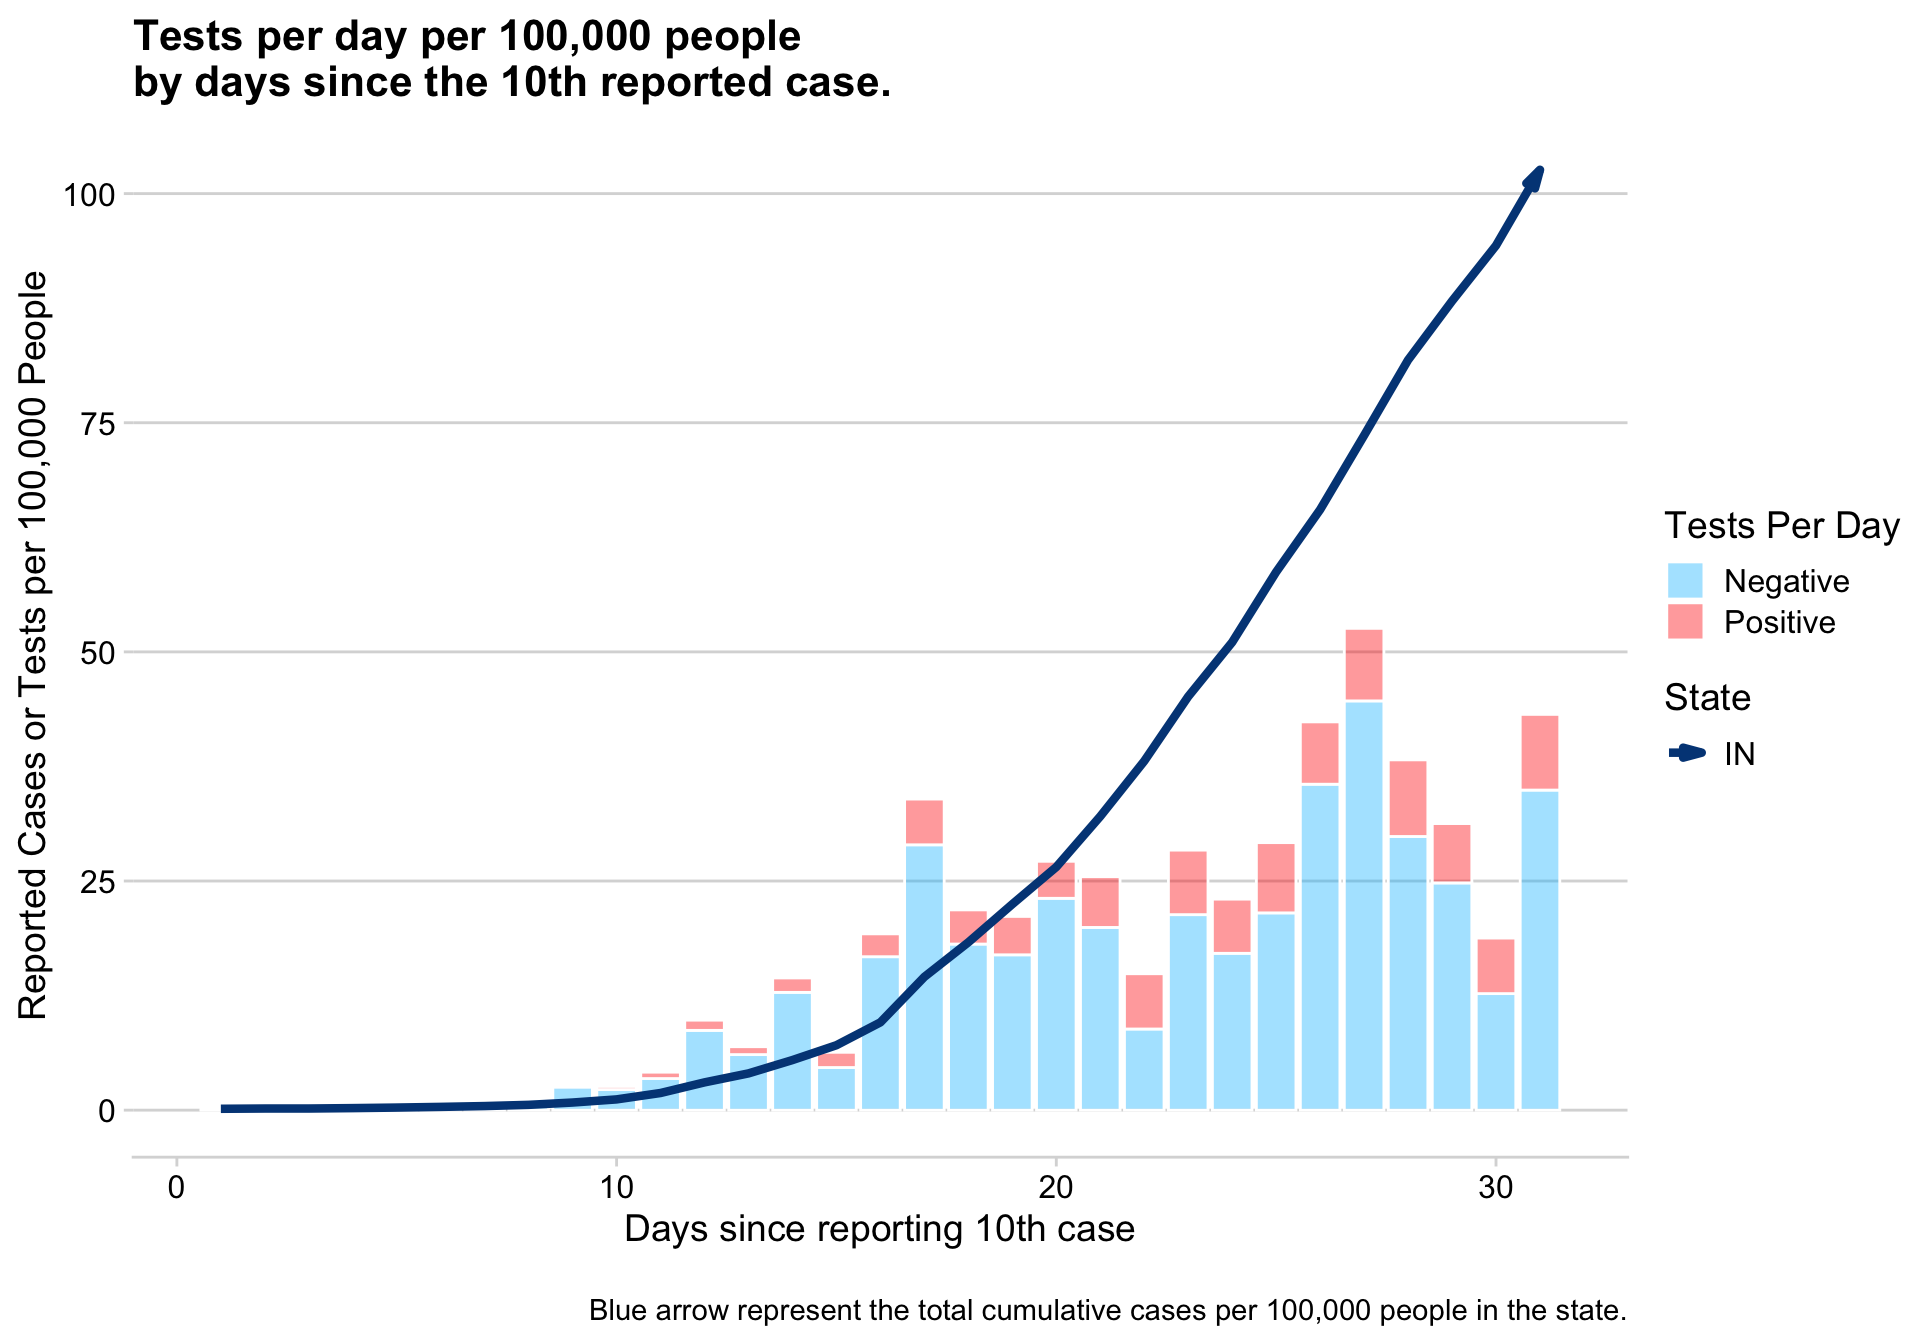 Tests per day per 100,000 people
by days since the 10th reported case.
Reported Cases or Tests per 100,000 People
100
75
50
25
0
0
10
20
30
Days since reporting 10th case
Tests Per Day
Negative
Positive
State
IN
Blue arrow represent the total cumulative cases per 100,000 people in the state.